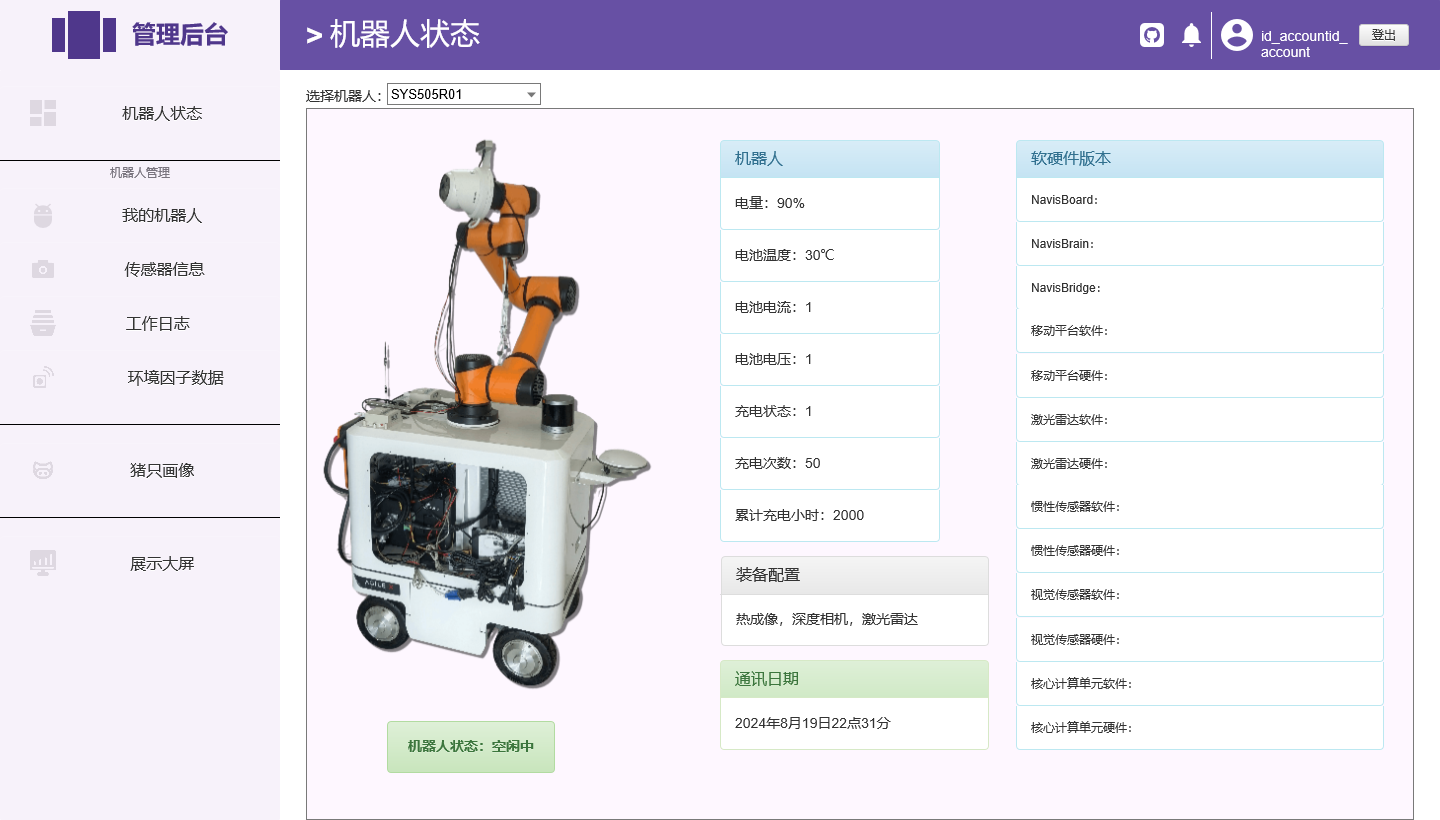 管理后台
> 机器人状态
id_accountid_
account
登出
机器人状态
机器人管理
我的机器人
传感器信息
工作日志
环境因子数据
猪只画像
展示大屏
选择机器人：
SYS505R01
AGILE
机器人状态：空闲中
机器人
电量：90%
电池温度：30℃
电池电流：1
电池电压：1
充电状态：1
充电次数：50
累计充电小时：2000
装备配置
热成像，深度相机，激光雷达
通讯日期
2024年8月19日22点31分
软硬件版本
NavisBoard：
NavisBrain：
NavisBridge：
移动平台软件：
移动平台硬件：
激光雷达软件：
激光雷达硬件：
惯性传感器软件：
惯性传感器硬件：
视觉传感器软件：
视觉传感器硬件：
核心计算单元软件：
核心计算单元硬件：